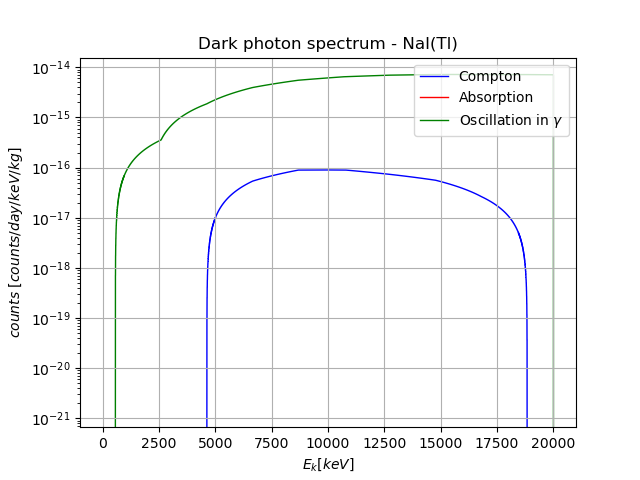 Dark photon spectrum - NaI(Tl)
Compton
Absorption
Oscillation in γ
counts [counts/day/keV/kg]
10⁻¹⁴
10⁻¹⁵
10⁻¹⁶
10⁻¹⁷
10⁻¹⁸
10⁻¹⁹
10⁻²⁰
10⁻²¹
0 2500 5000 7500 10000 12500 15000 17500 20000
Eₖ[keV]